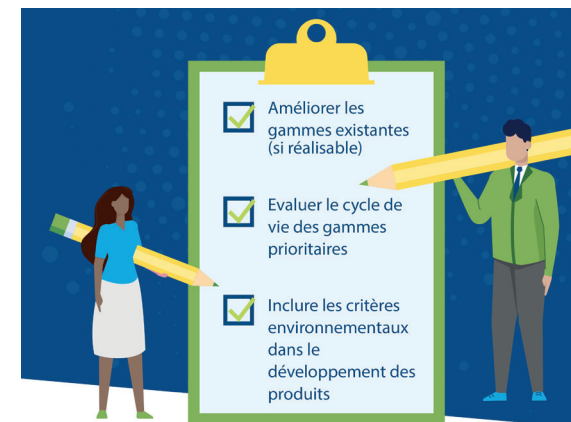 Améliorer les
gammes existantes
(si réalisable)
Evaluer le cycle de
vie des gammes
prioritaires
Inclure les critères
environnementaux
dans le
développement des
produits